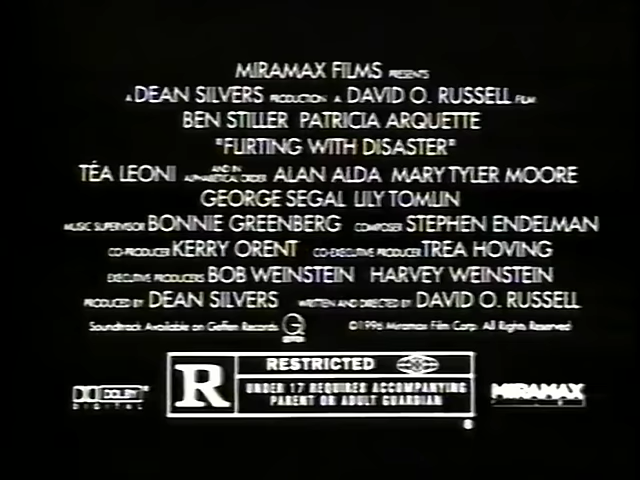 MIRAMAX FILMS PRESENTS
A DEAN SILVERS PRODUCTION A DAVID O. RUSSELL FILM
BEN STILLER PATRICIA ARQUETTE
"FLIRTING WITH DISASTER"
TÉA LEONI AND IN ALPHABETICAL ORDER ALAN ALDA MARY TYLER MOORE
GEORGE SEGAL LILY TOMLIN
MUSIC SUPERVISOR BONNIE GREENBERG COMPOSER STEPHEN ENDELMAN
CO-PRODUCER KERRY ORENT CO-EXECUTIVE PRODUCER TREA HOVING
EXECUTIVE PRODUCERS BOB WEINSTEIN HARVEY WEINSTEIN
PRODUCED BY DEAN SILVERS WRITTEN AND DIRECTED BY DAVID O. RUSSELL
Soundtrack Available on Geffen Records GEFFEN ©1996 Miramax Film Corp. All Rights Reserved
R RESTRICTED
UNDER 17 REQUIRES ACCOMPANYING
PARENT OR ADULT GUARDIAN
DOLBY
DIGITAL
MIRAMAX